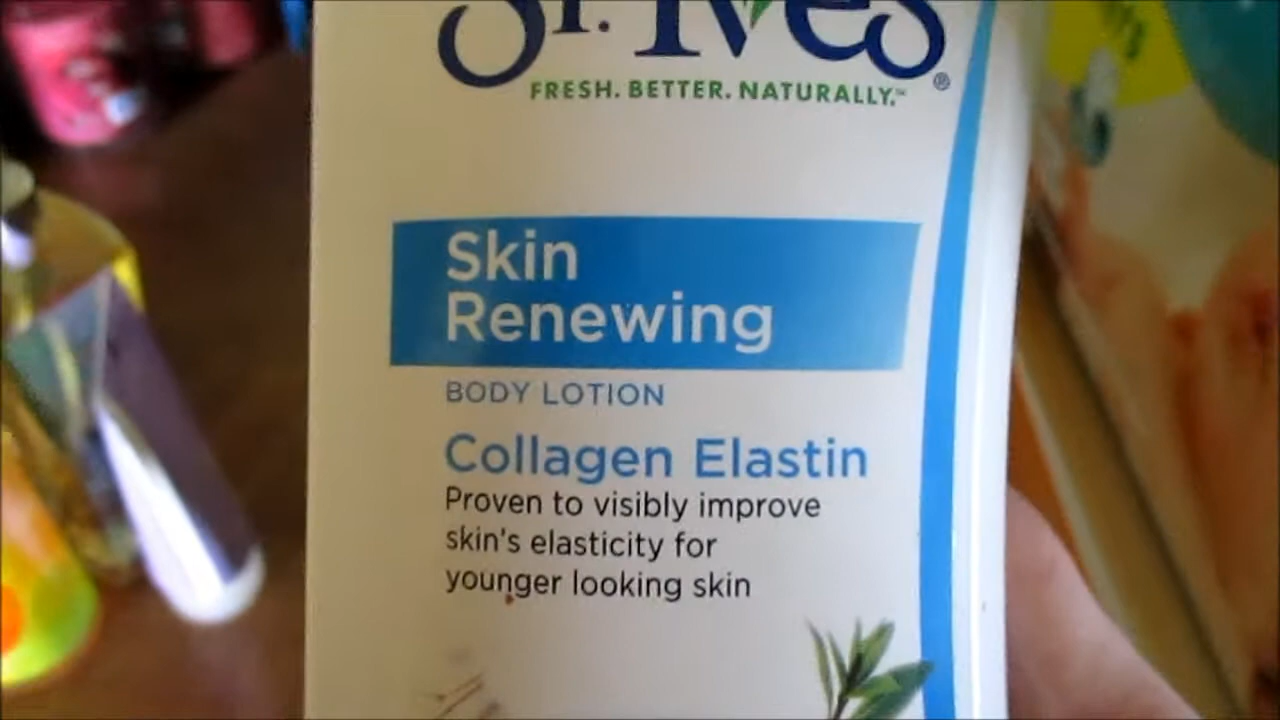 St. Ives®
FRESH. BETTER. NATURALLY.™
Skin
Renewing
BODY LOTION
Collagen Elastin
Proven to visibly improve
skin's elasticity for
younger looking skin